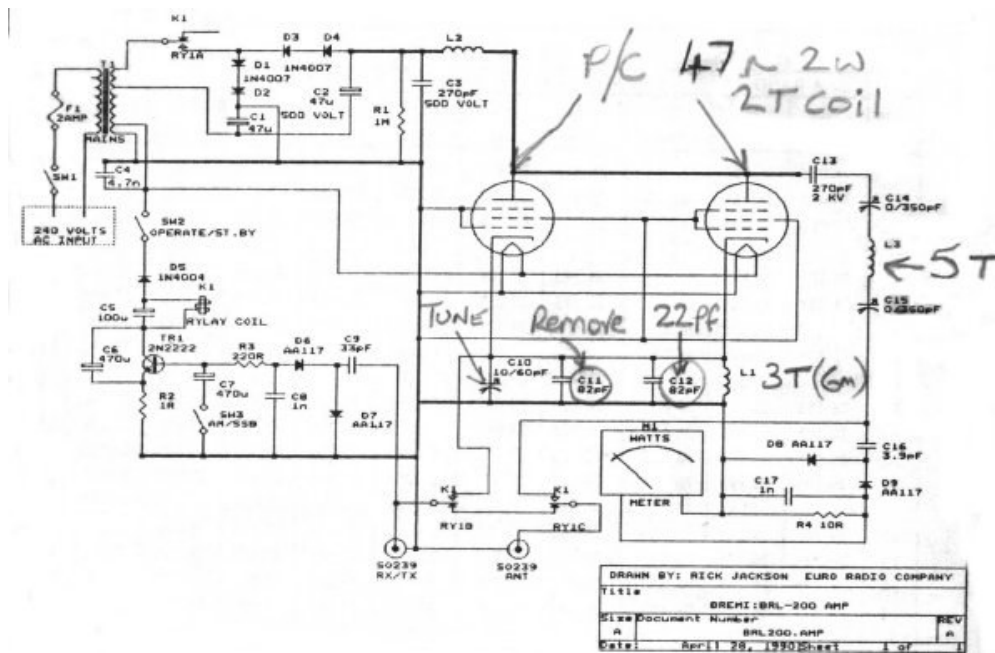 K1
RY1A
D3
D4
1N4007
L2
P/C
47Ω 2W
2T coil
T1
D1
1N4007
F1
2AMP
D2
C2
47u
500 VOLT
C1
47u
R1
1M
C3
270pF
500 VOLT
MAINS
SW1
C4
4.7n
240 VOLTS
AC INPUT
SW2
OPERATE/ST.BY
C13
270pF
2 KV
C14
0/350pF
L3
← 5T
C15
0/350pF
D5
1N4004
K1
RYLAY COIL
C5
100u
TR1
2N2222
C6
470u
R3
220R
D6
AA117
C9
33pF
TUNE
Remove
22Pf
C10
10/60pF
C11
82pF
C12
82pF
L1
3T(6m)
R2
1R
C7
470u
SW3
AM/SSB
C8
1n
D7
AA117
M1
WATTS
METER
D8 AA117
C16
3.9pF
C17
1n
D9
AA117
R4 10R
K1
RY1B
K1
RY1C
SO239
RX/TX
SO239
ANT
DRAWN BY: RICK JACKSON EURO RADIO COMPANY
Title
BREMI:BRL-200 AMP
Size Document Number REV
A BRL200.AMP A
Date: April 28, 1990 Sheet 1 of 1